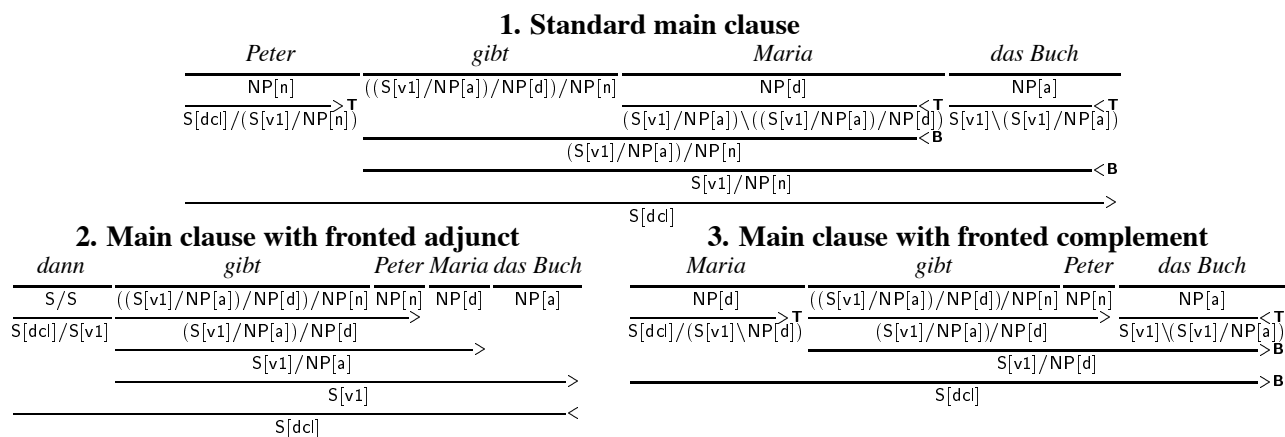 1. Standard main clause
Peter gibt Maria das Buch
NP[n] ((S[v1]/NP[a])/NP[d])/NP[n] NP[d] NP[a]
>T <T <T
S[dcl]/(S[v1]/NP[n]) (S[v1]/NP[a])\((S[v1]/NP[a])/NP[d]) S[v1]\(S[v1]/NP[a])
<B
(S[v1]/NP[a])/NP[n]
<B
S[v1]/NP[n]
>
S[dcl]
2. Main clause with fronted adjunct
dann gibt Peter Maria das Buch
S/S ((S[v1]/NP[a])/NP[d])/NP[n] NP[n] NP[d] NP[a]
>
S[dcl]/S[v1] (S[v1]/NP[a])/NP[d]
>
S[v1]/NP[a]
>
S[v1]
<
S[dcl]
3. Main clause with fronted complement
Maria gibt Peter das Buch
NP[d] ((S[v1]/NP[a])/NP[d])/NP[n] NP[n] NP[a]
>T > <T
S[dcl]/(S[v1]\NP[d]) (S[v1]/NP[a])/NP[d] S[v1]\(S[v1]/NP[a])
>B
S[v1]/NP[d]
>B
S[dcl]